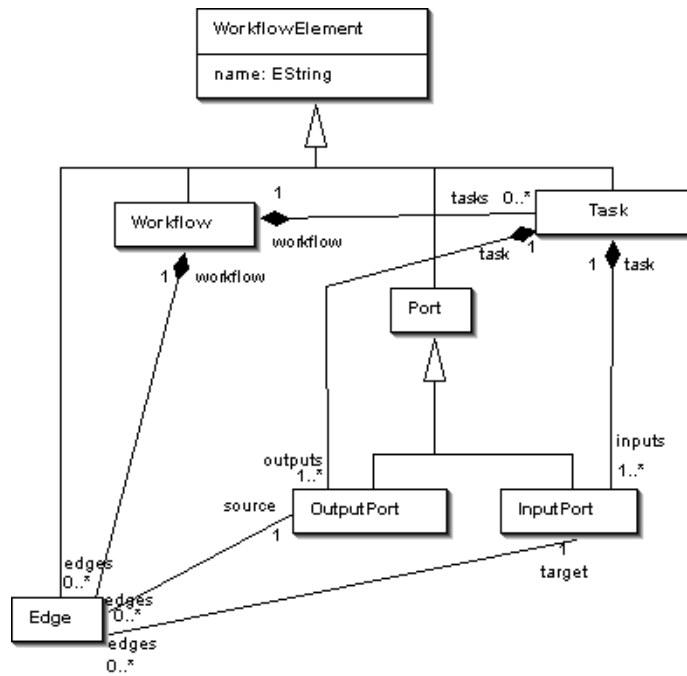 WorkflowElement
name: EString
1
tasks 0..*
Task
Workflow
workflow
task 1
1 workflow
1 task
Port
inputs
outputs
1..*
1..*
source
OutputPort
InputPort
1
1
target
edges
0..*
edges
0..*
Edge
edges
0..*